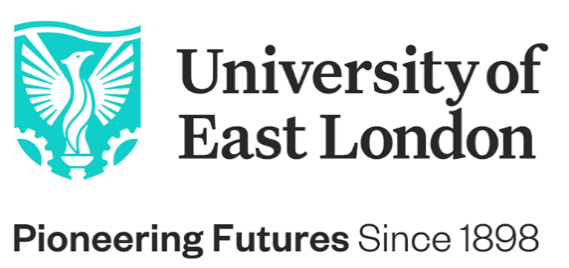 University of
East London
Pioneering Futures Since 1898